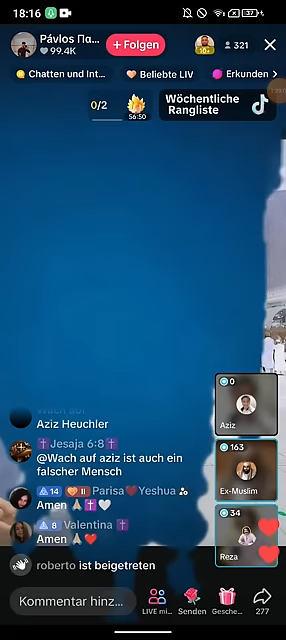 18:16
37
Pávlos Πα...
99.4K
+ Folgen
10+
321
Chatten und Int...
Beliebte LIV
Erkunden
0/2
56:50
Wöchentliche
Rangliste
Aziz Heuchler
Jesaja 6:8
@Wach auf aziz ist auch ein
falscher Mensch
14 II Parisa❤️Yeshua
Amen 🙏🏼✝️🤍
8 Valentina ✝️
Amen 🙏🏼❤️
roberto ist beigetreten
0
Aziz
163
Ex-Muslim
34
Reza
Kommentar hinz...
LIVE mi...
Senden
Gesche...
277